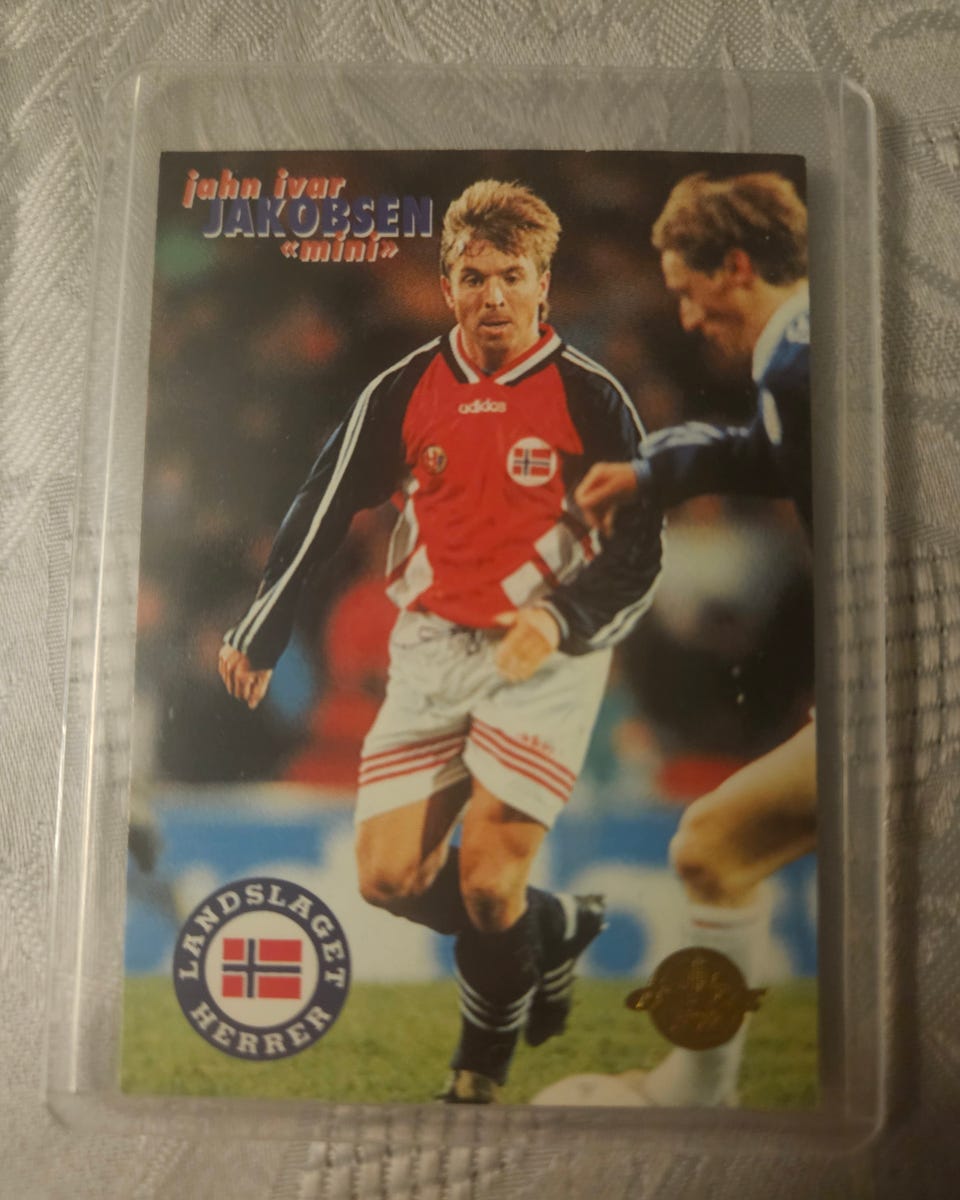 jahn ivar
JAKOBSEN
«mini»
adidas
LANDSLAGET
HERRER